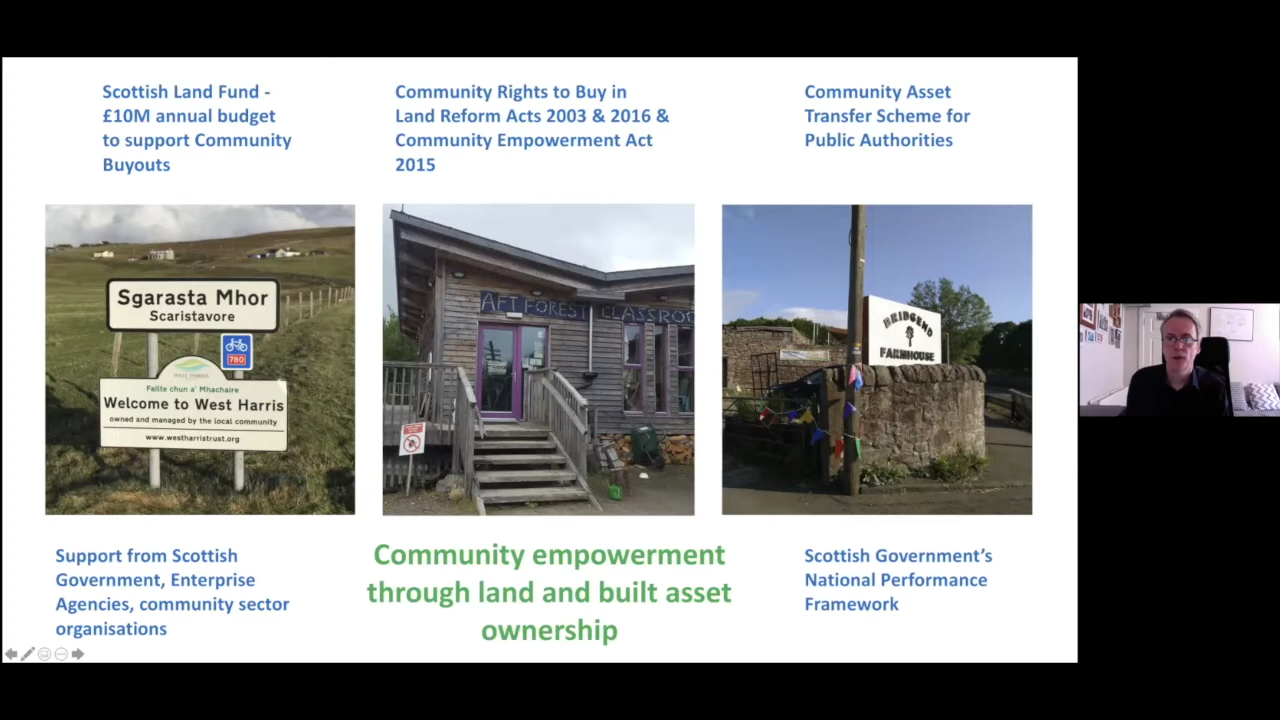 Scottish Land Fund -
£10M annual budget
to support Community
Buyouts
Community Rights to Buy in
Land Reform Acts 2003 & 2016 &
Community Empowerment Act
2015
Community Asset
Transfer Scheme for
Public Authorities
Sgarasta Mhor
Scaristavore
780
WEST HARRIS
Fàilte chun a' Mhachaire
Welcome to West Harris
owned and managed by the local community
www.westharristrust.org
AFT FOREST CLASSROO
BRIDGEND
FARMHOUSE
Support from Scottish
Government, Enterprise
Agencies, community sector
organisations
Community empowerment
through land and built asset
ownership
Scottish Government’s
National Performance
Framework